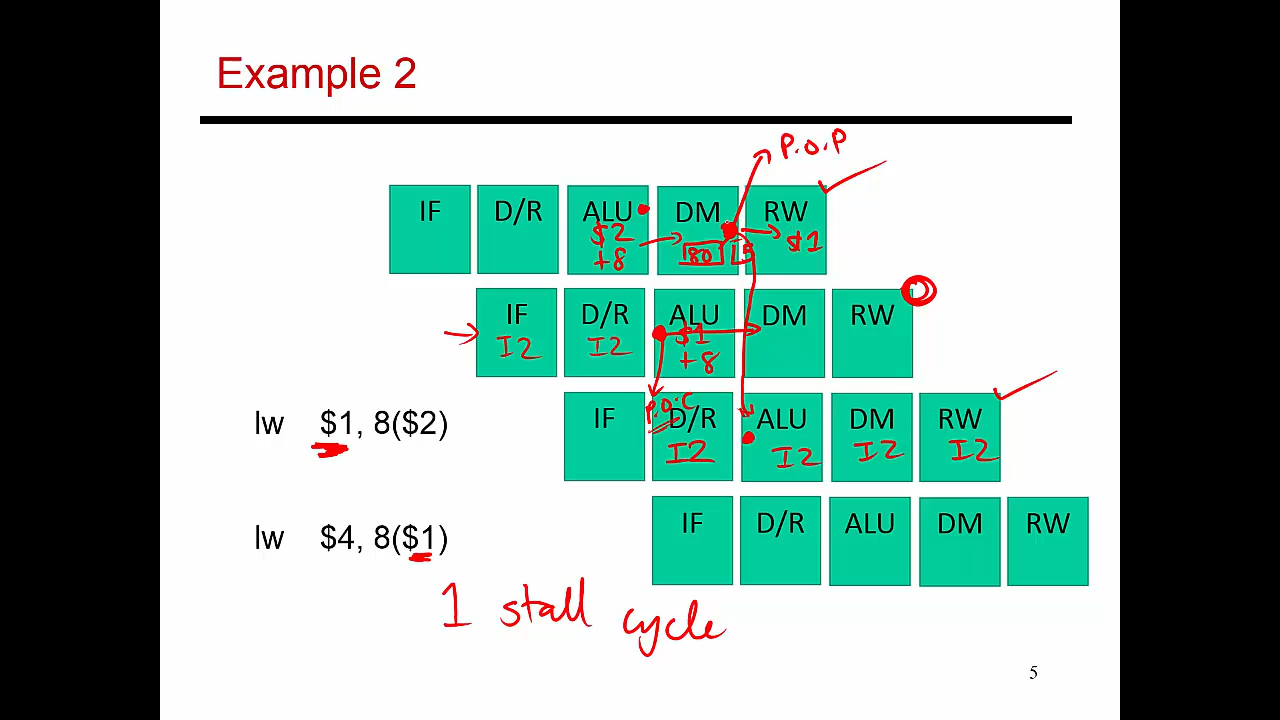 Example 2
P.O.P
IF D/R ALU DM RW
$2 $1
+8 180 15
IF D/R ALU DM RW
I2 I2 $1
+8
P.O.C
IF D/R ALU DM RW
I2 I2 I2 I2
lw $1, 8($2)
IF D/R ALU DM RW
lw $4, 8($1)
1 stall cycle
5